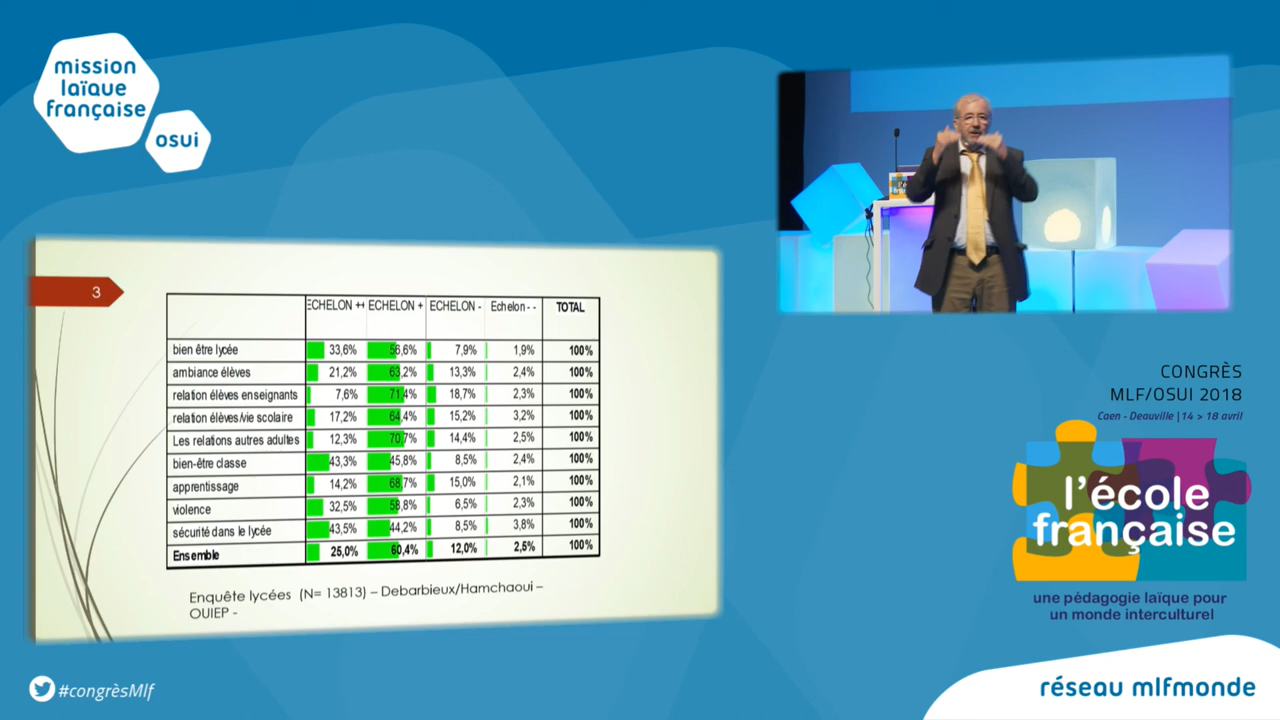 mission
laïque
française
osui
3
ECHELON ++ ECHELON + ECHELON - Echelon - - TOTAL
bien être lycée 33,6% 56,6% 7,9% 1,9% 100%
ambiance élèves 21,2% 63,2% 13,3% 2,4% 100%
relation élèves enseignants 7,6% 71,4% 18,7% 2,3% 100%
relation élèves/vie scolaire 17,2% 64,4% 15,2% 3,2% 100%
Les relations autres adultes 12,3% 70,7% 14,4% 2,5% 100%
bien-être classe 43,3% 45,8% 8,5% 2,4% 100%
apprentissage 14,2% 68,7% 15,0% 2,1% 100%
violence 32,5% 58,8% 6,5% 2,3% 100%
sécurité dans le lycée 43,5% 44,2% 8,5% 3,8% 100%
Ensemble 25,0% 60,4% 12,0% 2,5% 100%
Enquête lycées (N= 13813) – Debarbieux/Hamchaoui –
OUIEP -
CONGRÈS
MLF/OSUI 2018
Caen - Deauville | 14 > 18 avril
l'école
française
une pédagogie laïque pour
un monde interculturel
#congrèsMlf
réseau mlfmonde